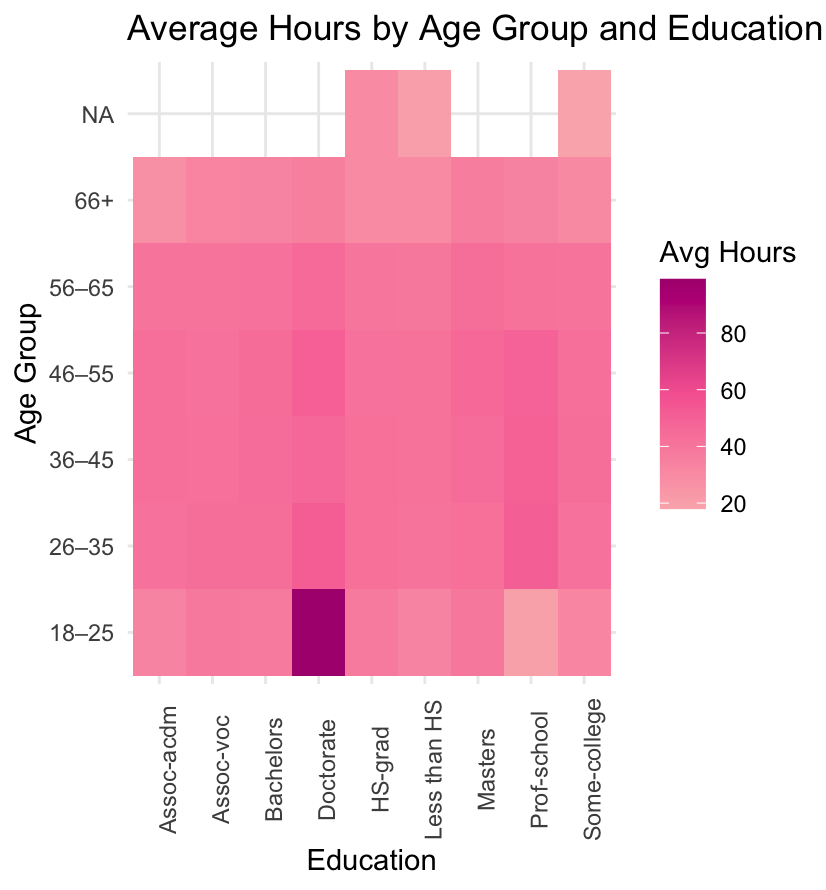 Average Hours by Age Group and Education
Age Group
NA
66+
56–65
46–55
36–45
26–35
18–25
Assoc-acdm
Assoc-voc
Bachelors
Doctorate
HS-grad
Less than HS
Masters
Prof-school
Some-college
Education
Avg Hours
80
60
40
20